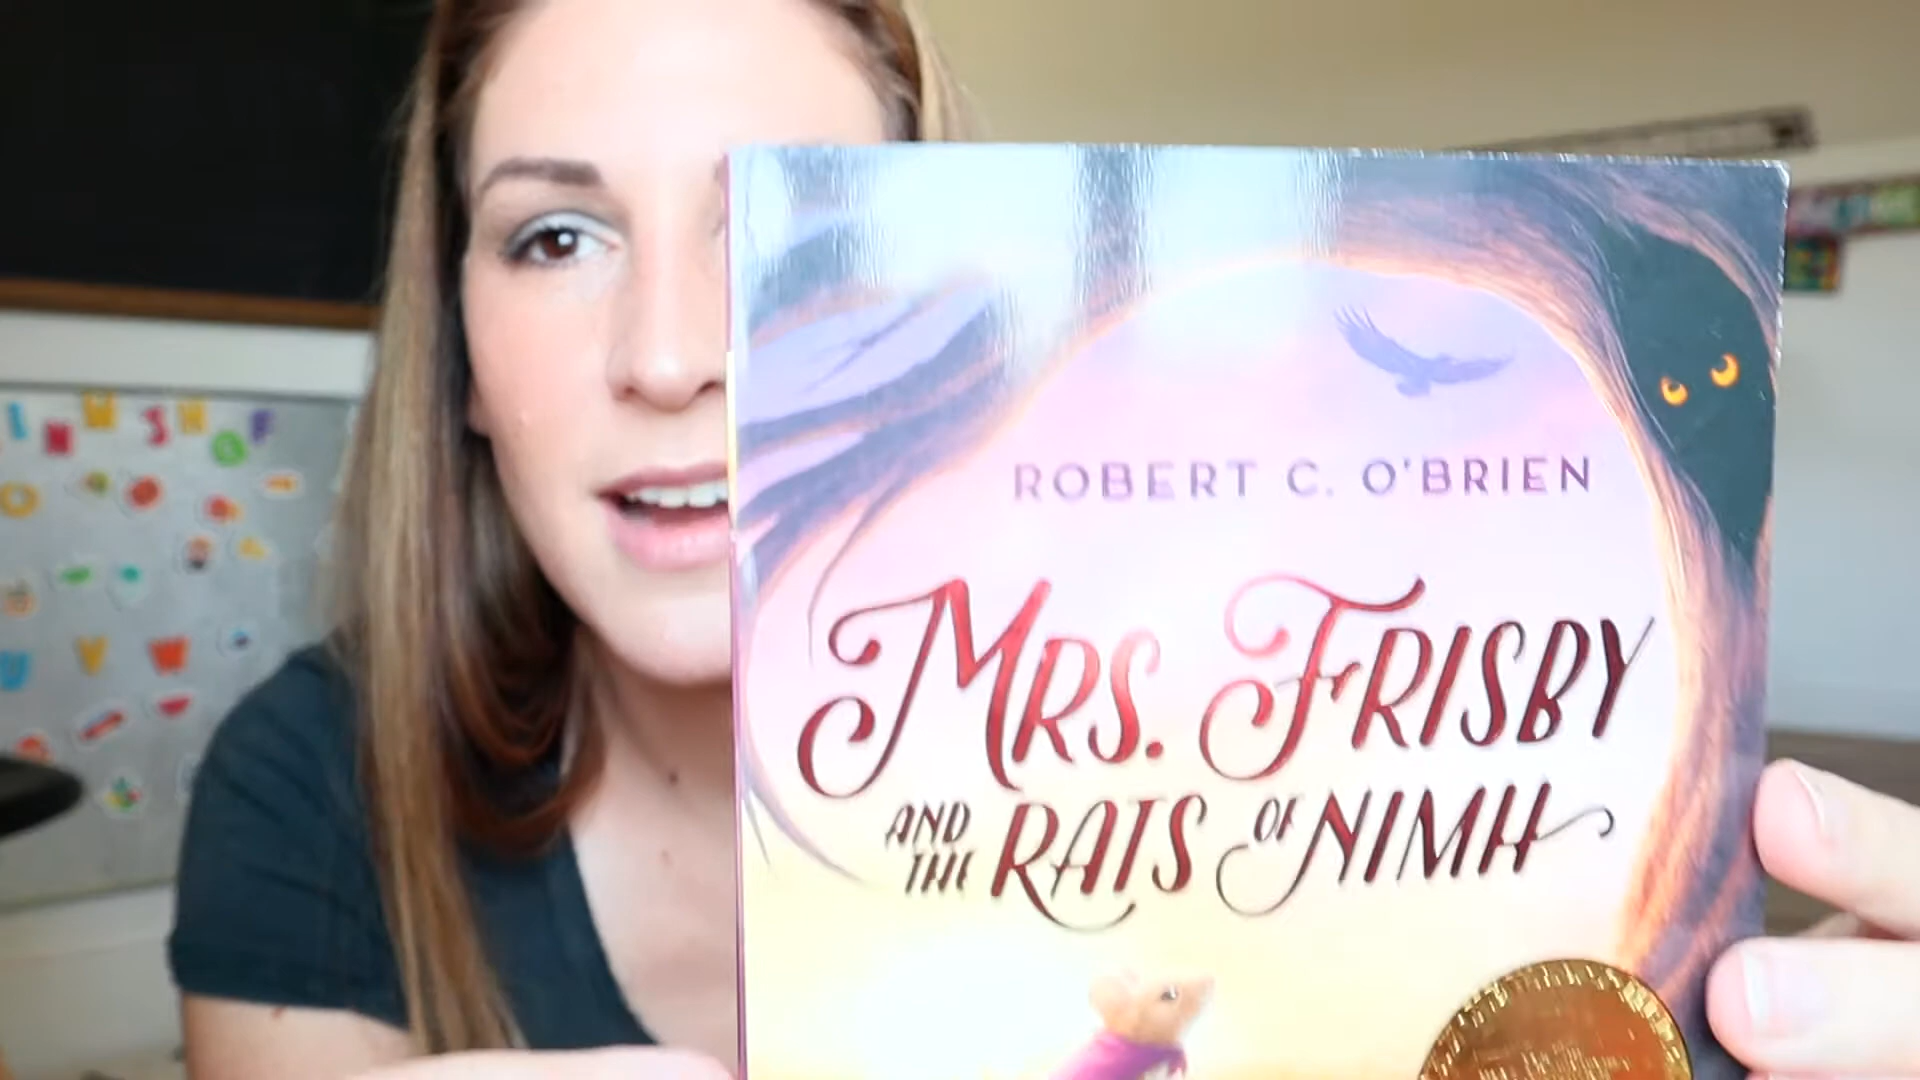 ROBERT C. O'BRIEN
MRS. FRISBY
AND THE RATS OF NIMH
I N W S H G F
U V W